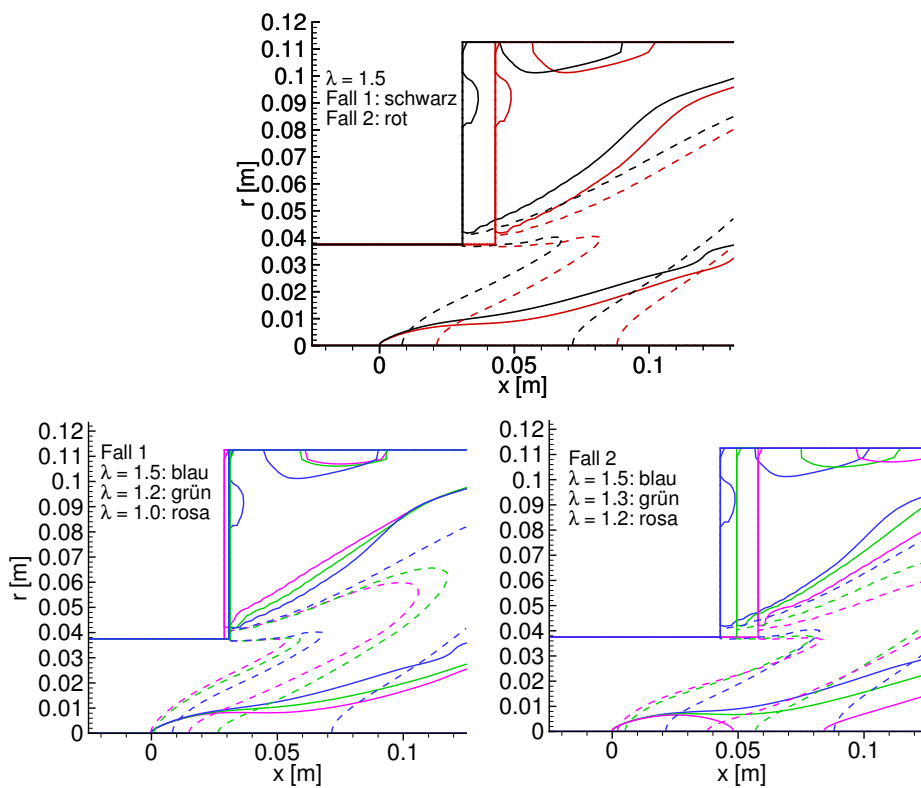 0.12
0.11
0.1
0.09
0.08
0.07
0.06
0.05
0.04
0.03
0.02
0.01
0
r [m]
λ = 1.5
Fall 1: schwarz
Fall 2: rot
0
0.05
0.1
x [m]
0.12
0.11
0.1
0.09
0.08
0.07
0.06
0.05
0.04
0.03
0.02
0.01
0
r [m]
Fall 1
λ = 1.5: blau
λ = 1.2: grün
λ = 1.0: rosa
0
0.05
0.1
x [m]
0.12
0.11
0.1
0.09
0.08
0.07
0.06
0.05
0.04
0.03
0.02
0.01
0
r [m]
Fall 2
λ = 1.5: blau
λ = 1.3: grün
λ = 1.2: rosa
0
0.05
0.1
x [m]